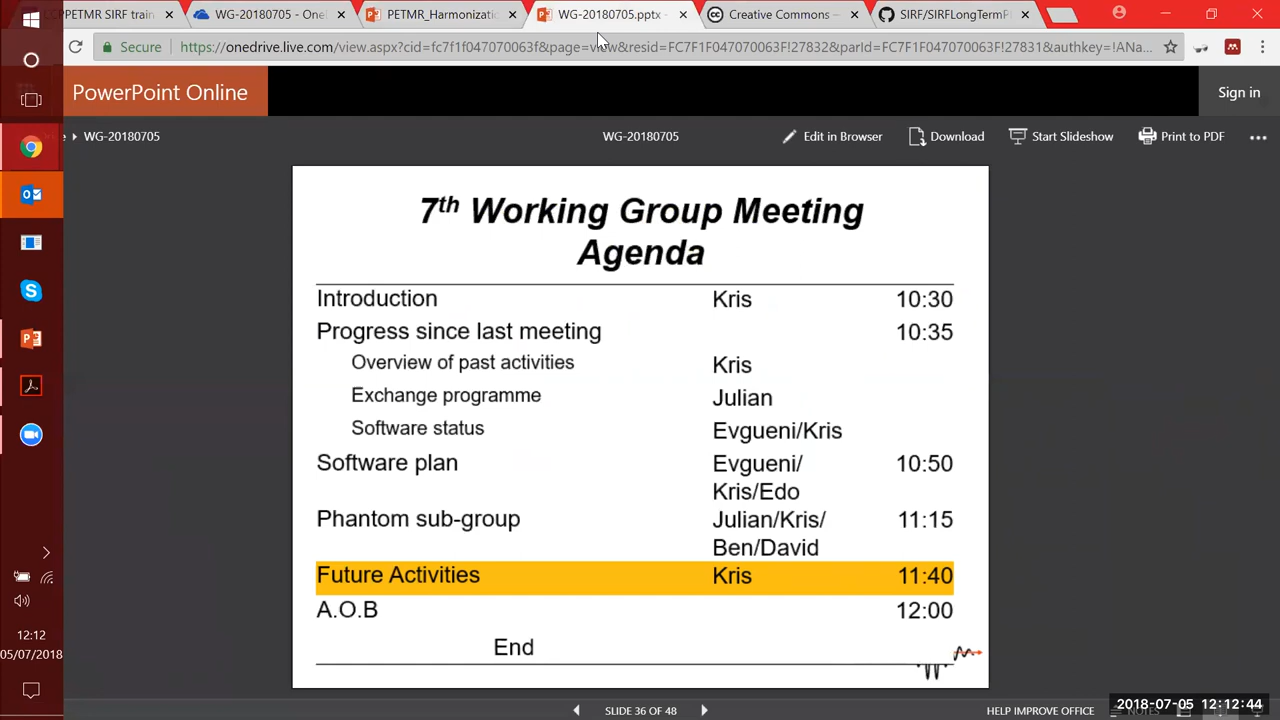 CPETMR SIRF train
WG-20180705 - OneD
PETMR_Harmonizatio
WG-20180705.pptx -
Creative Commons —
SIRF/SIRFLongTermPl
Secure
https://onedrive.live.com/view.aspx?cid=fc7f1f047070063f&page=view&resid=FC7F1F047070063F!27832&parId=FC7F1F047070063F!27831&authkey=!ANa...
PowerPoint Online
Sign in
WG-20180705
WG-20180705
Edit in Browser
Download
Start Slideshow
Print to PDF
7th Working Group Meeting
Agenda
Introduction Kris 10:30
Progress since last meeting 10:35
Overview of past activities Kris
Exchange programme Julian
Software status Evgueni/Kris
Software plan Evgueni/ 10:50
Kris/Edo
Phantom sub-group Julian/Kris/ 11:15
Ben/David
Future Activities Kris 11:40
A.O.B 12:00
End
12:12
05/07/2018
SLIDE 36 OF 48
HELP IMPROVE OFFICE
NOTES
2018-07-05 12:12:44